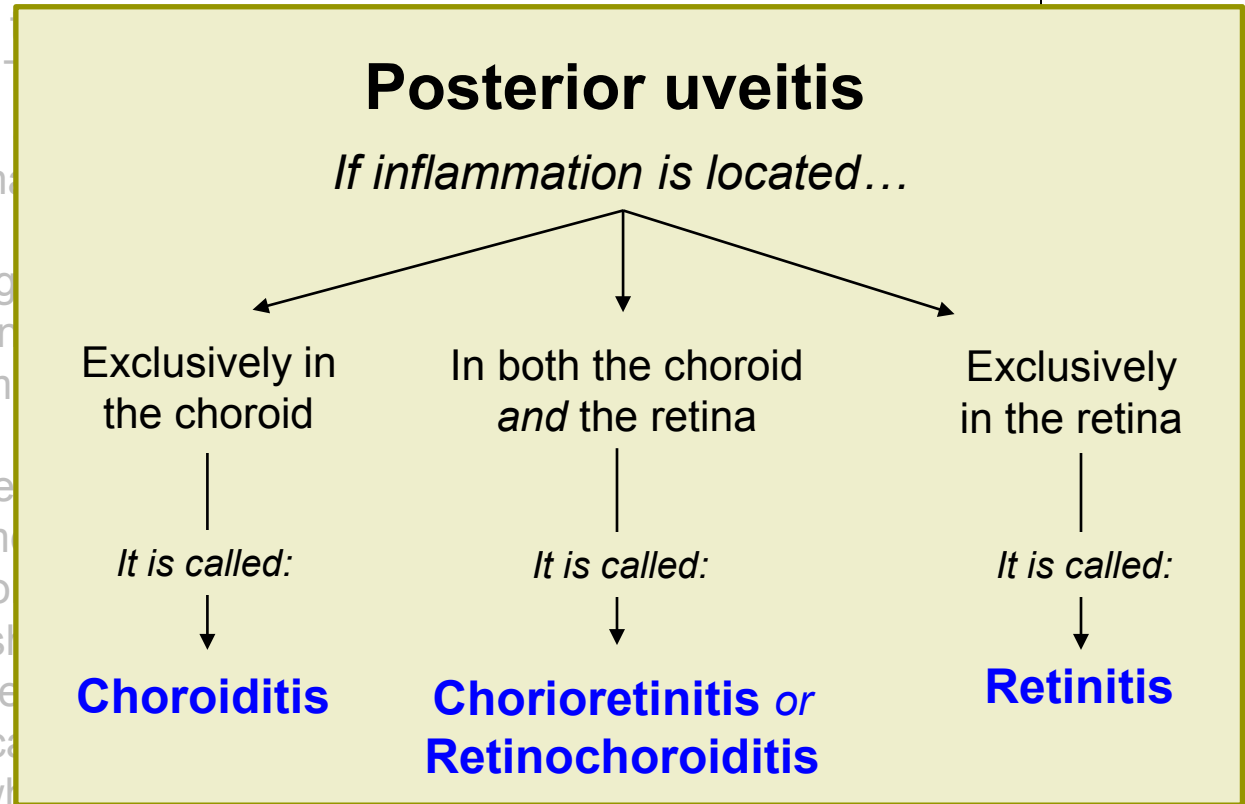 Posterior uveitis
If inflammation is located…
Exclusively in
the choroid
It is called:
Choroiditis
In both the choroid
and the retina
It is called:
Chorioretinitis or
Retinochoroiditis
Exclusively
in the retina
It is called:
Retinitis